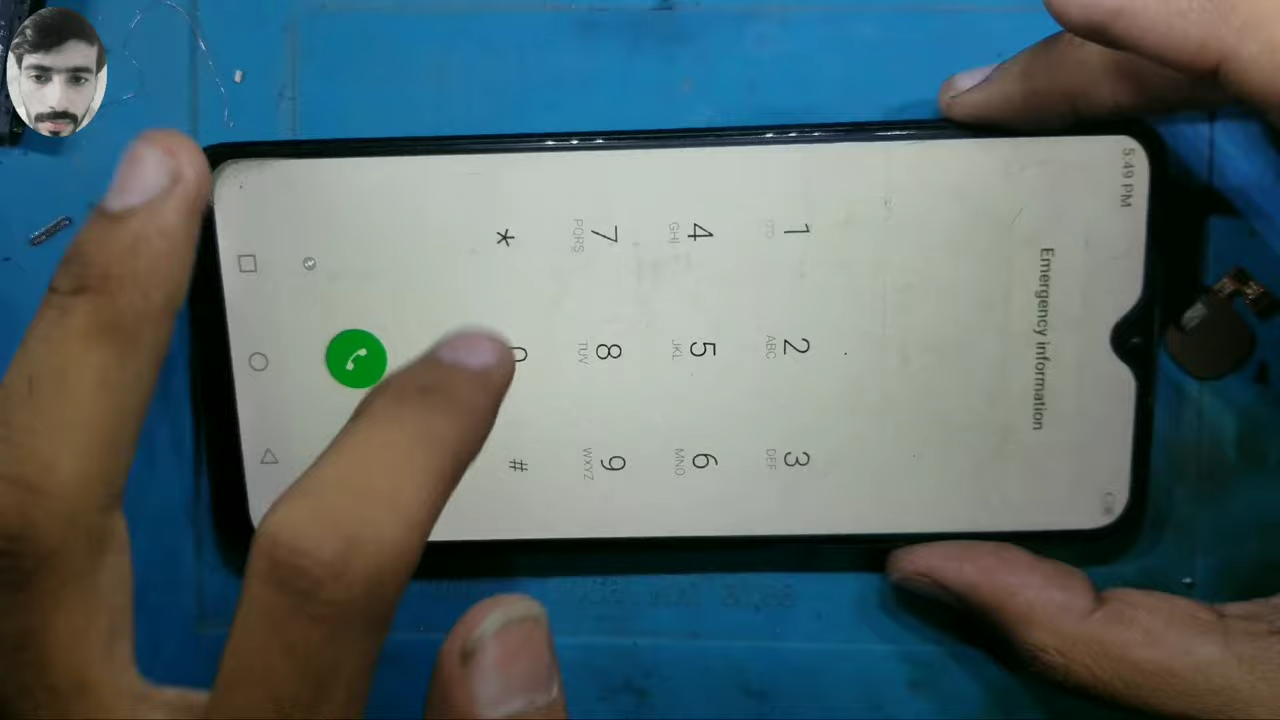 5:49 PM
Emergency information
1
2 ABC
3 DEF
4 GHI
5 JKL
6 MNO
7 PQRS
8 TUV
9 WXYZ
*
#